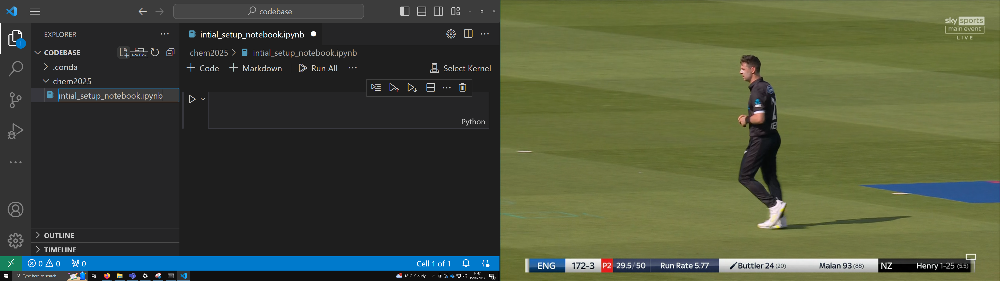 codebase
EXPLORER
intial_setup_notebook.ipynb
CODEBASE
New File...
chem2025
intial_setup_notebook.ipynb
.conda
Code
Markdown
Run All
Select Kernel
chem2025
intial_setup_notebook.ipynb
Python
OUTLINE
TIMELINE
0
0
0
Cell 1 of 1
1
Type here to search
18°C Cloudy
14:47
15/09/2023
1
sky sports
main event
LIVE
ENG 172-3 P2 29.5/50 Run Rate 5.77 Buttler 24 (20) Malan 93 (88) NZ Henry 1-25 (5.5)